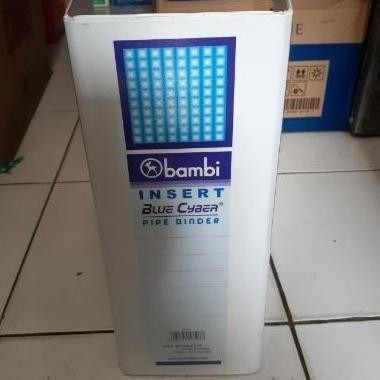 bambi
INSERT
BLUE CYBER®
PIPE BINDER
E